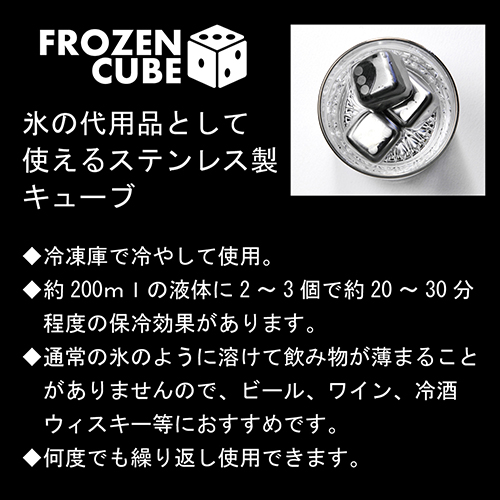 FROZEN
CUBE
氷の代用品として
使えるステンレス製
キューブ
◆冷凍庫で冷やして使用。
◆約200mlの液体に2～3個で約20～30分
程度の保冷効果があります。
◆通常の氷のように溶けて飲み物が薄まること
がありませんので、ビール、ワイン、冷酒
ウィスキー等におすすめです。
◆何度でも繰り返し使用できます。